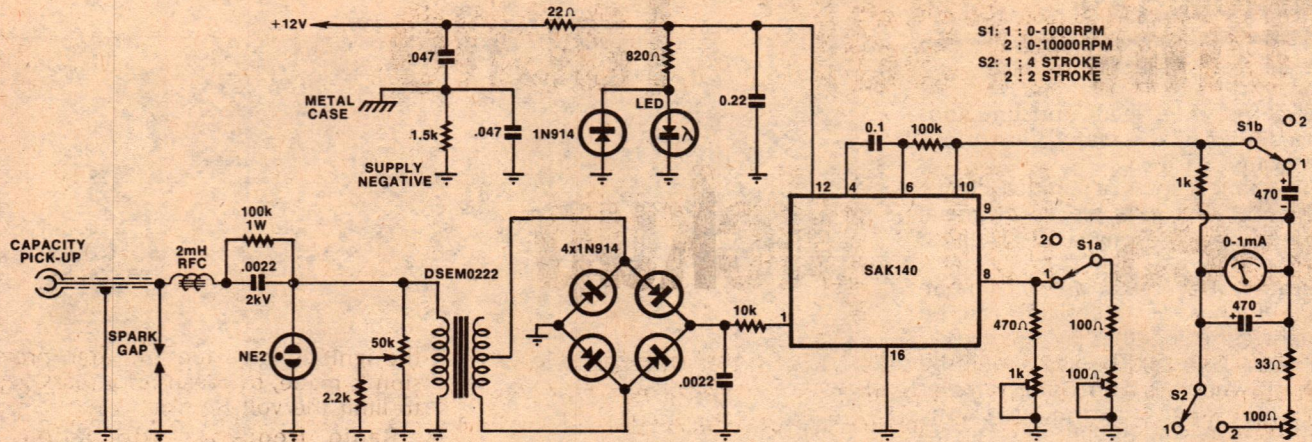 22Ω
+12V
S1: 1 : 0-1000RPM
2 : 0-10000RPM
S2: 1 : 4 STROKE
2 : 2 STROKE
.047
820Ω
METAL
CASE
LED
0.22
1.5k
.047
1N914
λ
SUPPLY
NEGATIVE
0.1
100k
S1b
2
1
12
4
6
10
1k
+
470
-
9
100k
1W
CAPACITY
PICK-UP
2mH
RFC
.0022
2kV
DSEM0222
4x1N914
2
S1a
0-1mA
SAK140
8
1
470
+
-
SPARK
GAP
NE2
50k
10k
1
470Ω
100Ω
33Ω
2.2k
.0022
16
1k
100Ω
S2
1
2
100Ω